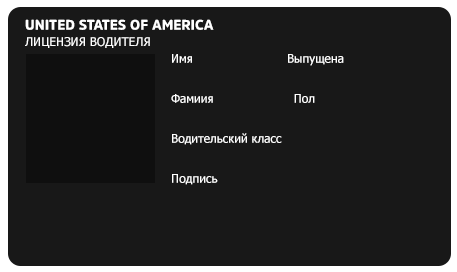 UNITED STATES OF AMERICA
ЛИЦЕНЗИЯ ВОДИТЕЛЯ
Имя Выпущена
Фамиия Пол
Водительский класс
Подпись